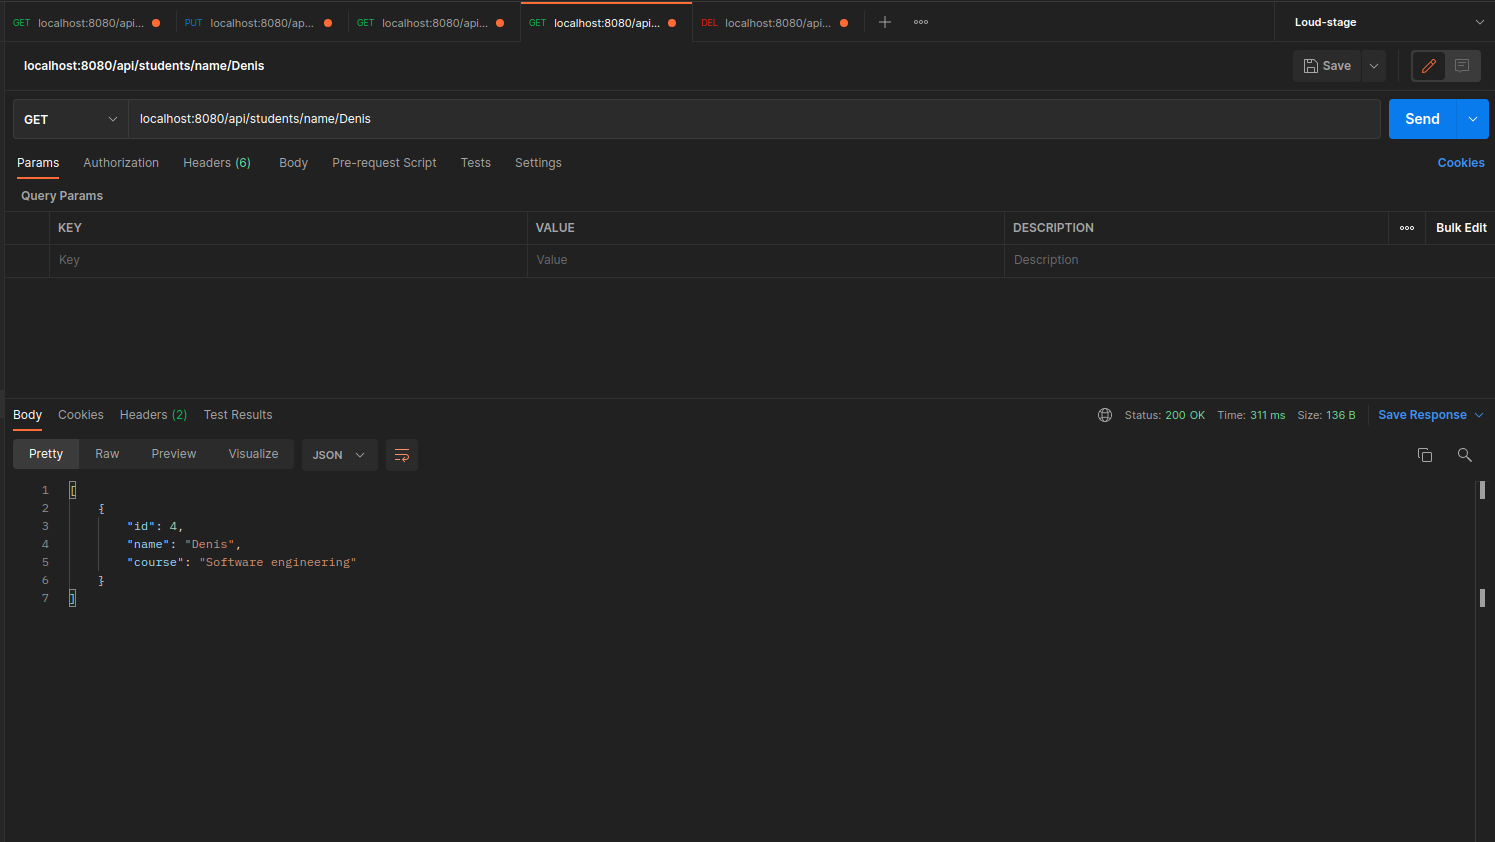 GET localhost:8080/api... PUT localhost:8080/ap... GET localhost:8080/api... GET localhost:8080/api... DEL localhost:8080/api... Loud-stage
localhost:8080/api/students/name/Denis Save
GET localhost:8080/api/students/name/Denis Send
Params Authorization Headers (6) Body Pre-request Script Tests Settings Cookies
Query Params
KEY VALUE DESCRIPTION Bulk Edit
Key Value Description
Body Cookies Headers (2) Test Results Status: 200 OK Time: 311 ms Size: 136 B Save Response
Pretty Raw Preview Visualize JSON
1 [
2 {
3 "id": 4,
4 "name": "Denis",
5 "course": "Software engineering"
6 }
7 ]